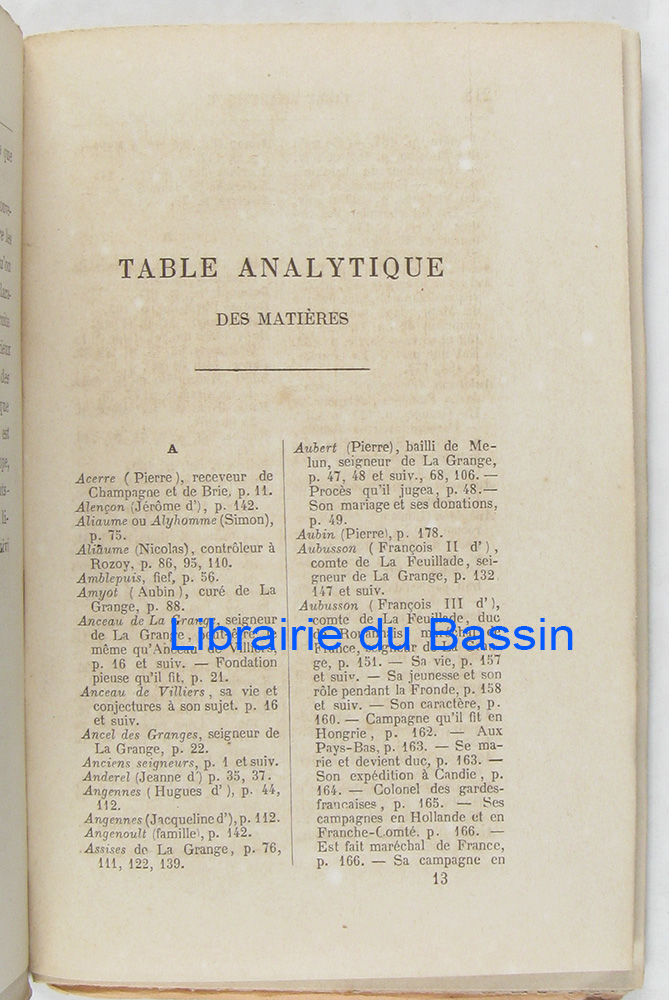 TABLE ANALYTIQUE
DES MATIÈRES
A
Acerre (Pierre), receveur de
Champagne et de Brie, p. 11.
Alençon (Jérôme d'), p. 142.
Aliaume ou Alyhomme (Simon),
p. 75.
Aliaume (Nicolas), contrôleur à
Rozoy, p. 86, 95, 110.
Amblepuis, fief, p. 56.
Amyot (Aubin), curé de La
Grange, p. 88.
Anceau de La Grange, seigneur
de La Grange, peut-être le
même qu'Anceau de Villiers,
p. 16 et suiv. — Fondation
pieuse qu'il fit, p. 21.
Anceau de Villiers, sa vie et
conjectures à son sujet. p. 16
et suiv.
Ancel des Granges, seigneur de
La Grange, p. 22.
Anciens seigneurs, p. 1 et suiv.
Anderel (Jeanne d') p. 35, 37.
Angennes (Hugues d'), p. 44,
112.
Angennes (Jacqueline d'), p. 112.
Angenoult (famille), p. 142.
Assises de La Grange, p. 76,
111, 122, 139.
Aubert (Pierre), bailli de Me-
lun, seigneur de La Grange,
p. 47, 48 et suiv., 68, 106. —
Procès qu'il jugea, p. 48.—
Son mariage et ses donations,
p. 49.
Aubin (Pierre), p. 178.
Aubusson (François II d'),
comte de La Feuillade, sei-
gneur de La Grange, p. 132
147 et suiv.
Aubusson (François III d'),
comte de La Feuillade, duc
de Rouannais, maréchal de
France, seigneur de La Gran-
ge, p. 151. — Sa vie, p. 157
et suiv. — Sa jeunesse et son
rôle pendant la Fronde, p. 158
et suiv. — Son caractère, p.
160. — Campagne qu'il fit en
Hongrie, p. 162. — Aux
Pays-Bas, p. 163. — Se ma-
rie et devient duc, p. 163. —
Son expédition à Candie, p.
164. — Colonel des gardes-
françaises, p. 165. — Ses
campagnes en Hollande et en
Franche-Comté, p. 166. —
Est fait maréchal de France,
p. 166. — Sa campagne en
13
Librairie du Bassin